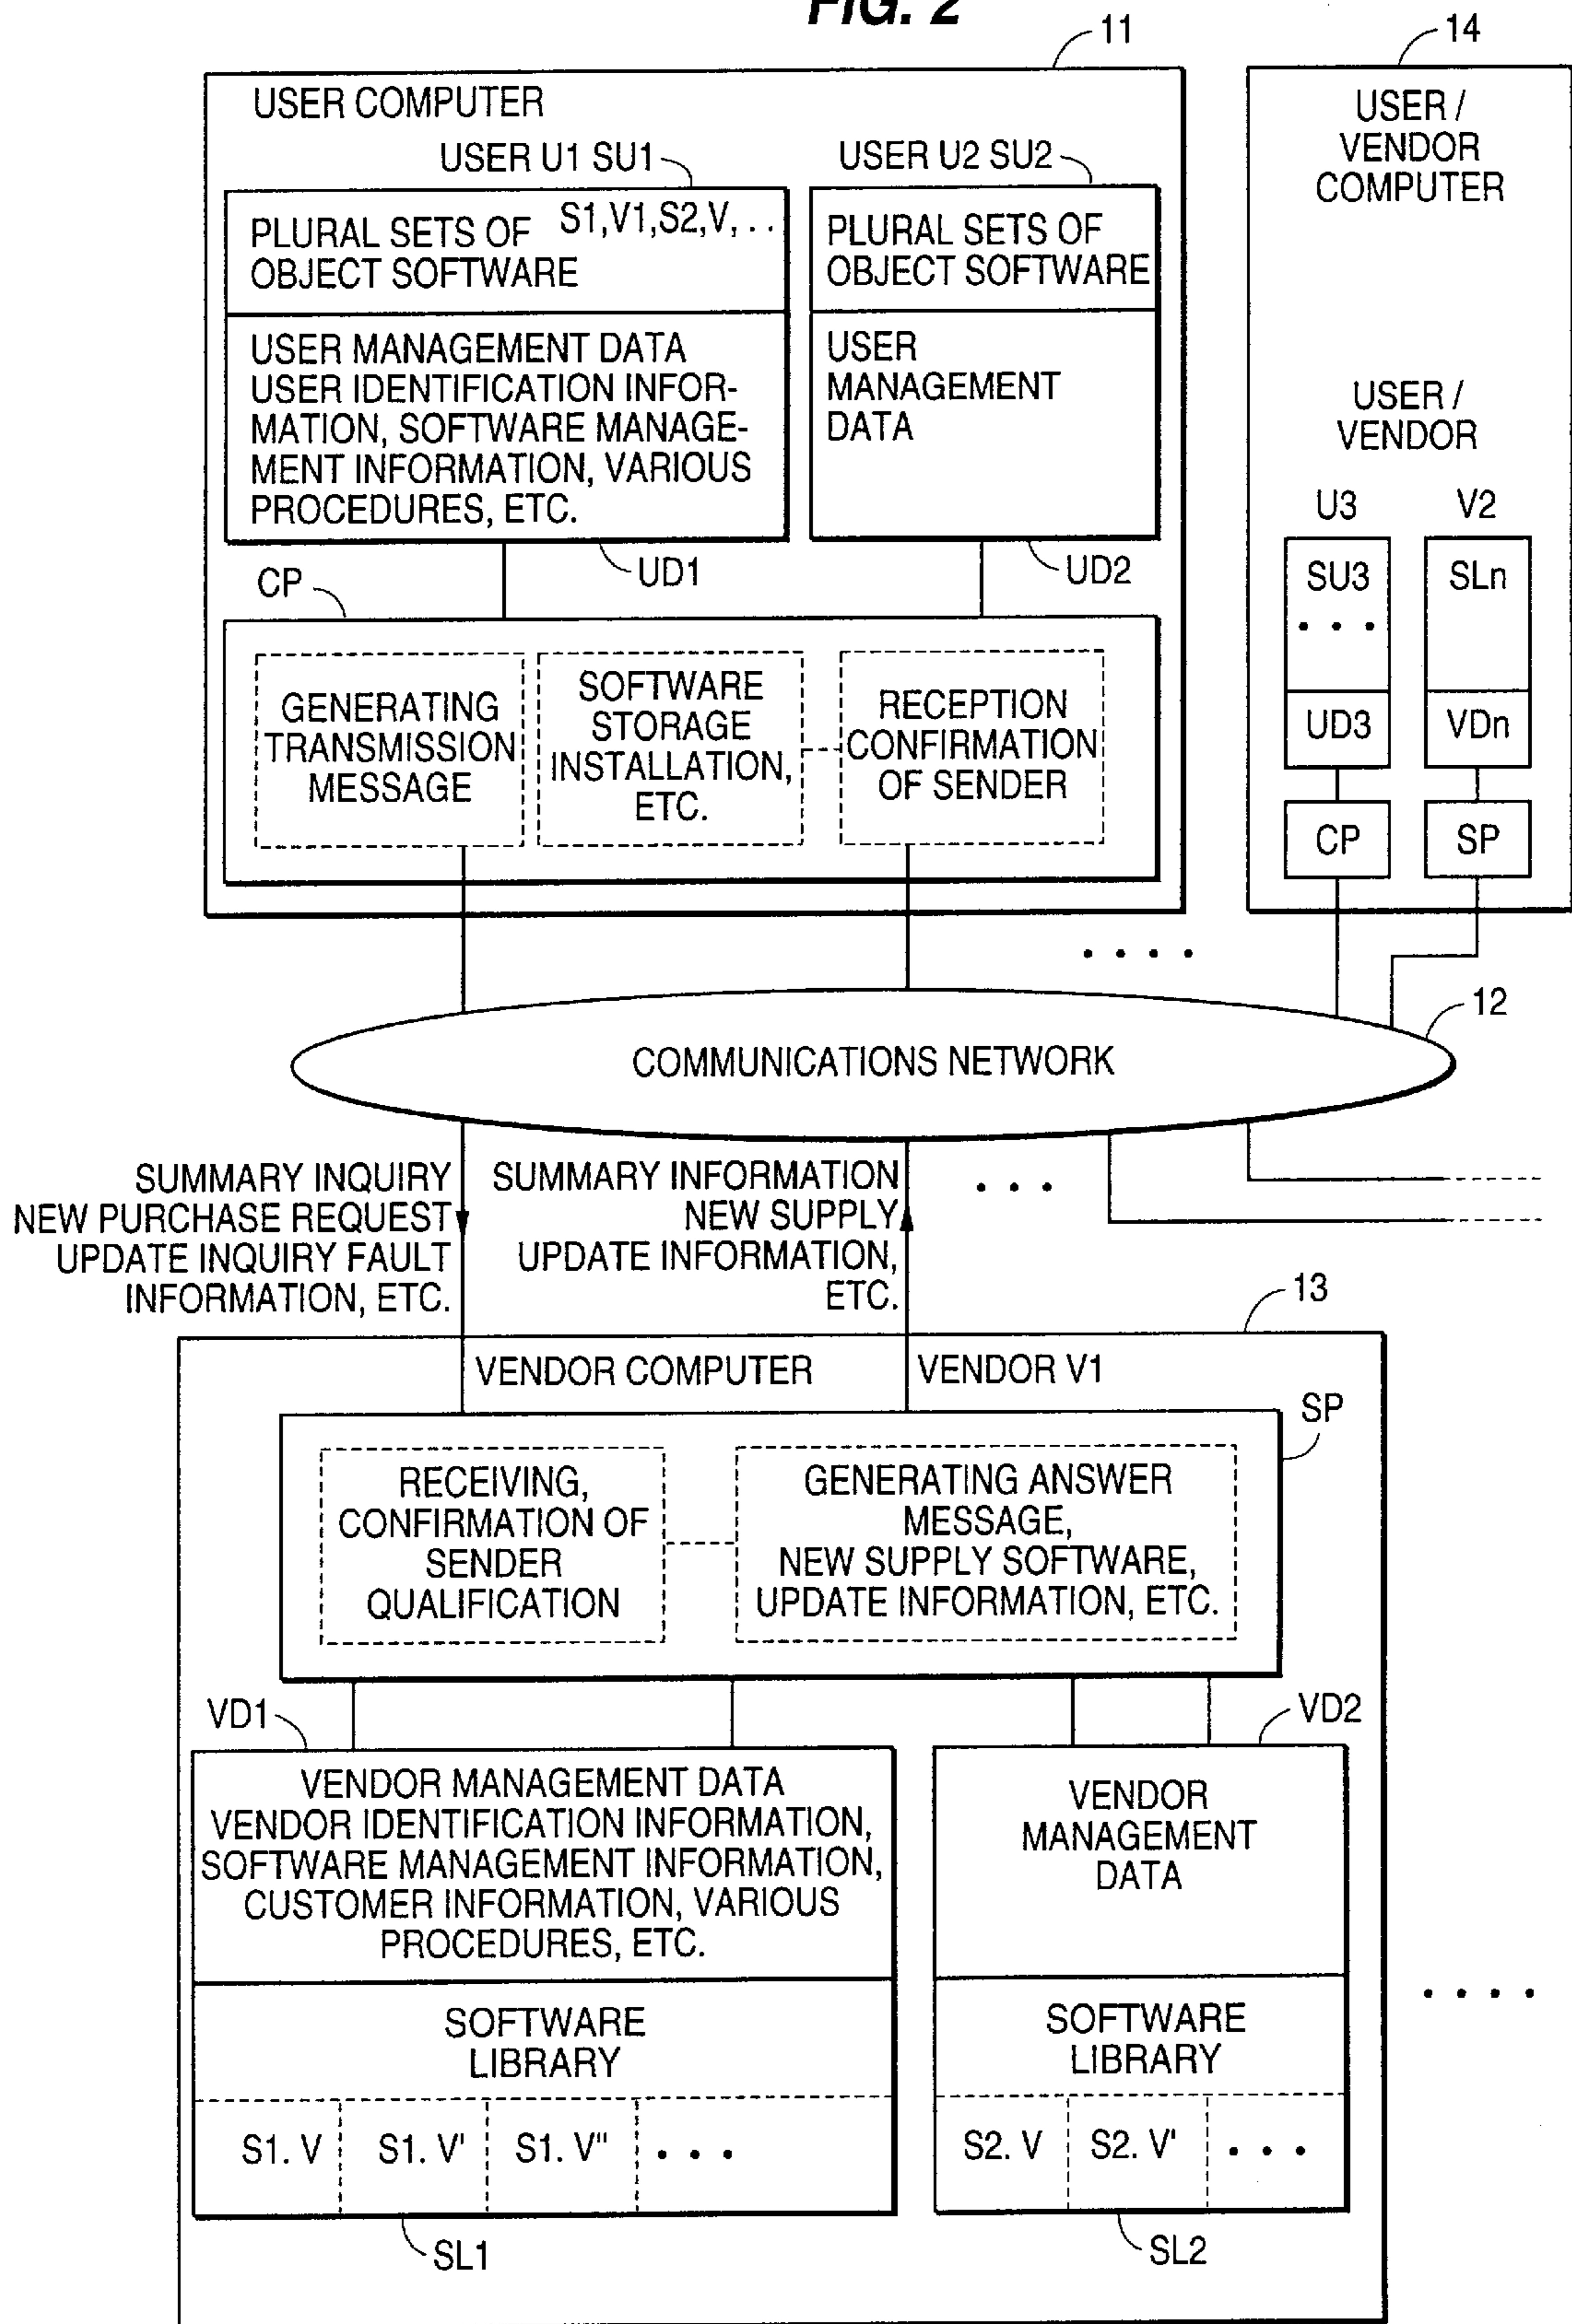 FIG. 2
11
14
USER COMPUTER
USER U1 SU1
USER U2 SU2
PLURAL SETS OF S1,V1,S2,V, . .
OBJECT SOFTWARE
USER MANAGEMENT DATA
USER IDENTIFICATION INFOR-
MATION, SOFTWARE MANAGE-
MENT INFORMATION, VARIOUS
PROCEDURES, ETC.
PLURAL SETS OF
OBJECT SOFTWARE
USER
MANAGEMENT
DATA
CP
UD1
UD2
GENERATING
TRANSMISSION
MESSAGE
SOFTWARE
STORAGE
INSTALLATION,
ETC.
RECEPTION
CONFIRMATION
OF SENDER
USER /
VENDOR
COMPUTER
USER /
VENDOR
U3
V2
SU3
. . .
SLn
UD3
VDn
CP
SP
. . . .
12
COMMUNICATIONS NETWORK
SUMMARY INQUIRY
NEW PURCHASE REQUEST
UPDATE INQUIRY FAULT
INFORMATION, ETC.
SUMMARY INFORMATION
NEW SUPPLY
UPDATE INFORMATION,
ETC.
. . .
13
VENDOR COMPUTER
VENDOR V1
SP
RECEIVING,
CONFIRMATION OF
SENDER
QUALIFICATION
GENERATING ANSWER
MESSAGE,
NEW SUPPLY SOFTWARE,
UPDATE INFORMATION, ETC.
VD1
VD2
VENDOR MANAGEMENT DATA
VENDOR IDENTIFICATION INFORMATION,
SOFTWARE MANAGEMENT INFORMATION,
CUSTOMER INFORMATION, VARIOUS
PROCEDURES, ETC.
SOFTWARE
LIBRARY
S1. V S1. V' S1. V" . . .
VENDOR
MANAGEMENT
DATA
SOFTWARE
LIBRARY
S2. V S2. V' . . .
. . . .
SL1
SL2